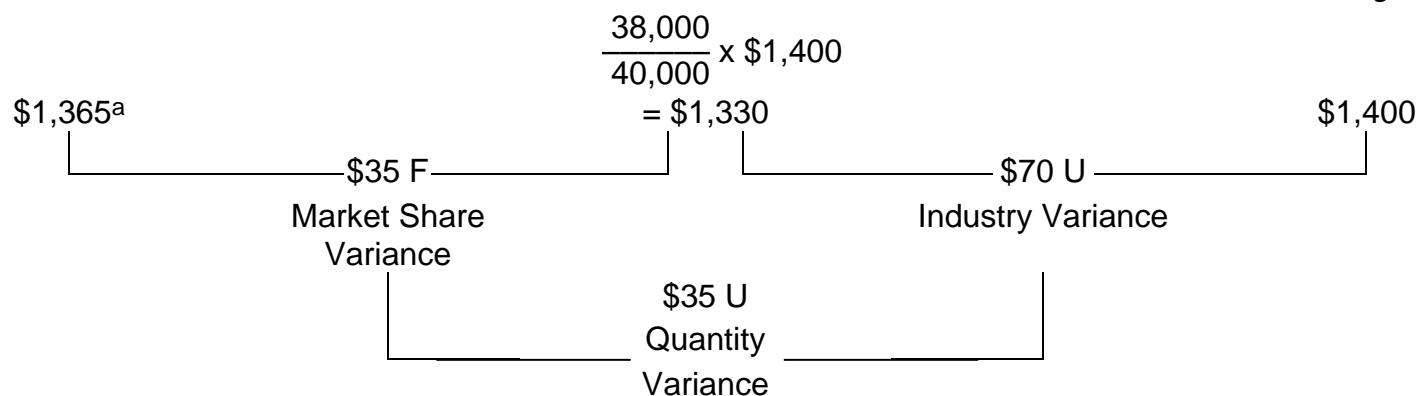 38,000
40,000
x $1,400
$1,365a
= $1,330
$1,400
$35 F
$70 U
Market Share
Variance
Industry Variance
$35 U
Quantity
Variance